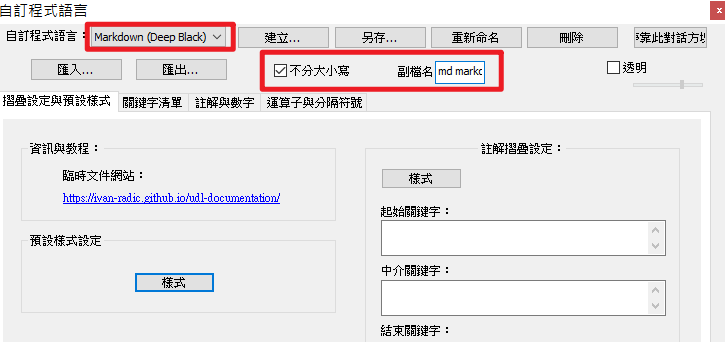 自訂程式語言
自訂程式語言： Markdown (Deep Black) 建立... 另存... 重新命名 刪除 靠此對話方
匯入... 匯出... 不分大小寫 副檔名 md mark 透明
摺疊設定與預設樣式 關鍵字清單 註解與數字 運算子與分隔符號
資訊與教程：
臨時文件網站：
https://ivan-radic.github.io/udl-documentation/
預設樣式設定
樣式
註解摺疊設定：
樣式
起始關鍵字：
中介關鍵字：
結束關鍵字：